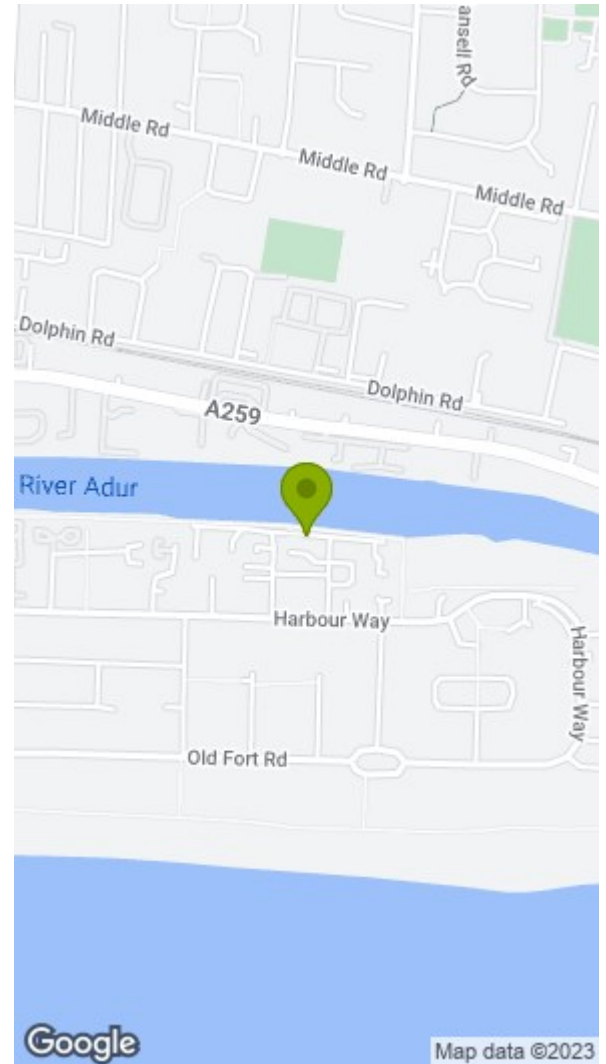 ansell Rd
Middle Rd
Middle Rd
Middle Rd
Dolphin Rd
Dolphin Rd
A259
River Adur
Harbour Way
Harbour Way
Old Fort Rd
Google
Map data ©2023